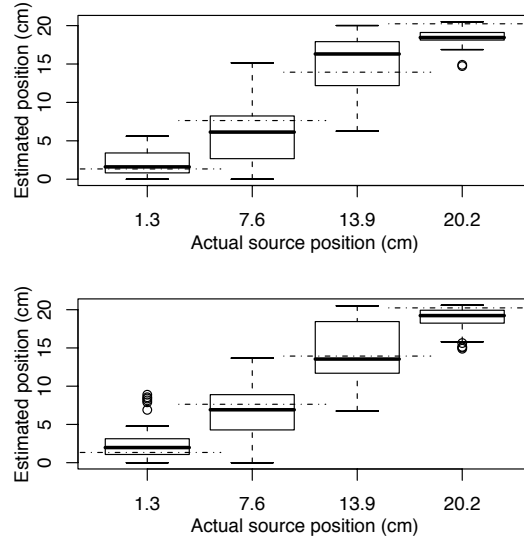 Estimated position (cm)
20
15
10
5
0
1.3 7.6 13.9 20.2
Actual source position (cm)
Estimated position (cm)
20
15
10
5
0
1.3 7.6 13.9 20.2
Actual source position (cm)